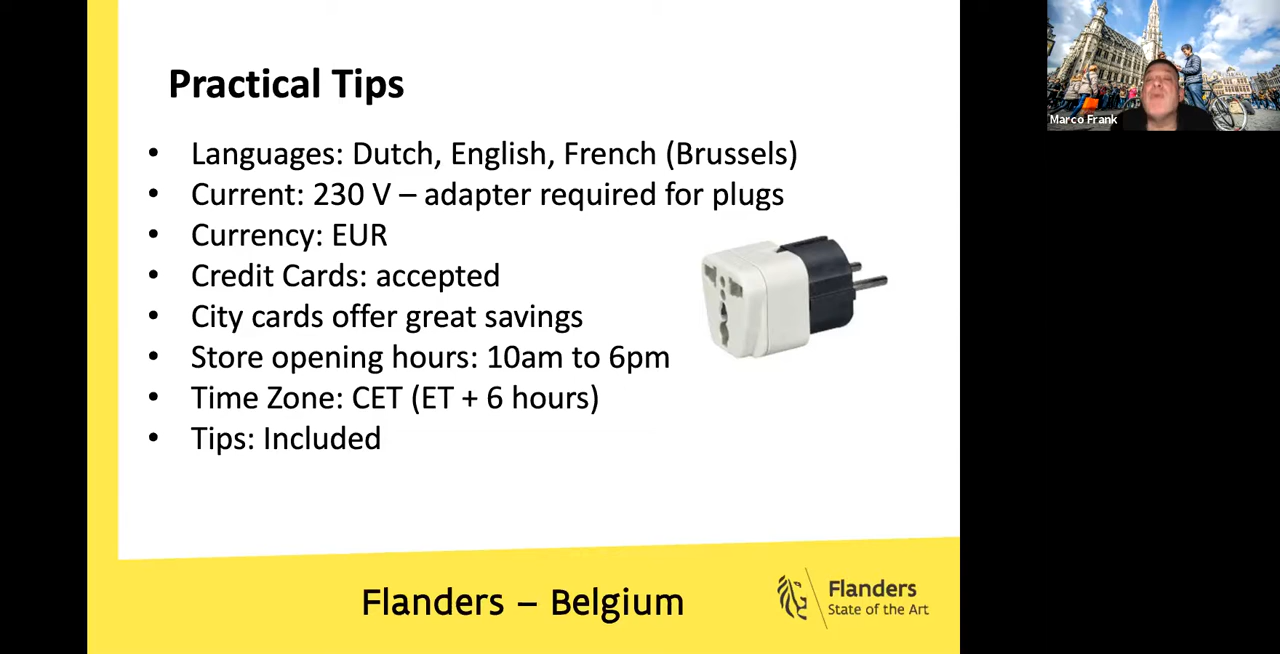 Practical Tips
• Languages: Dutch, English, French (Brussels)
• Current: 230 V – adapter required for plugs
• Currency: EUR
• Credit Cards: accepted
• City cards offer great savings
• Store opening hours: 10am to 6pm
• Time Zone: CET (ET + 6 hours)
• Tips: Included
Flanders – Belgium
Flanders
State of the Art
Marco Frank